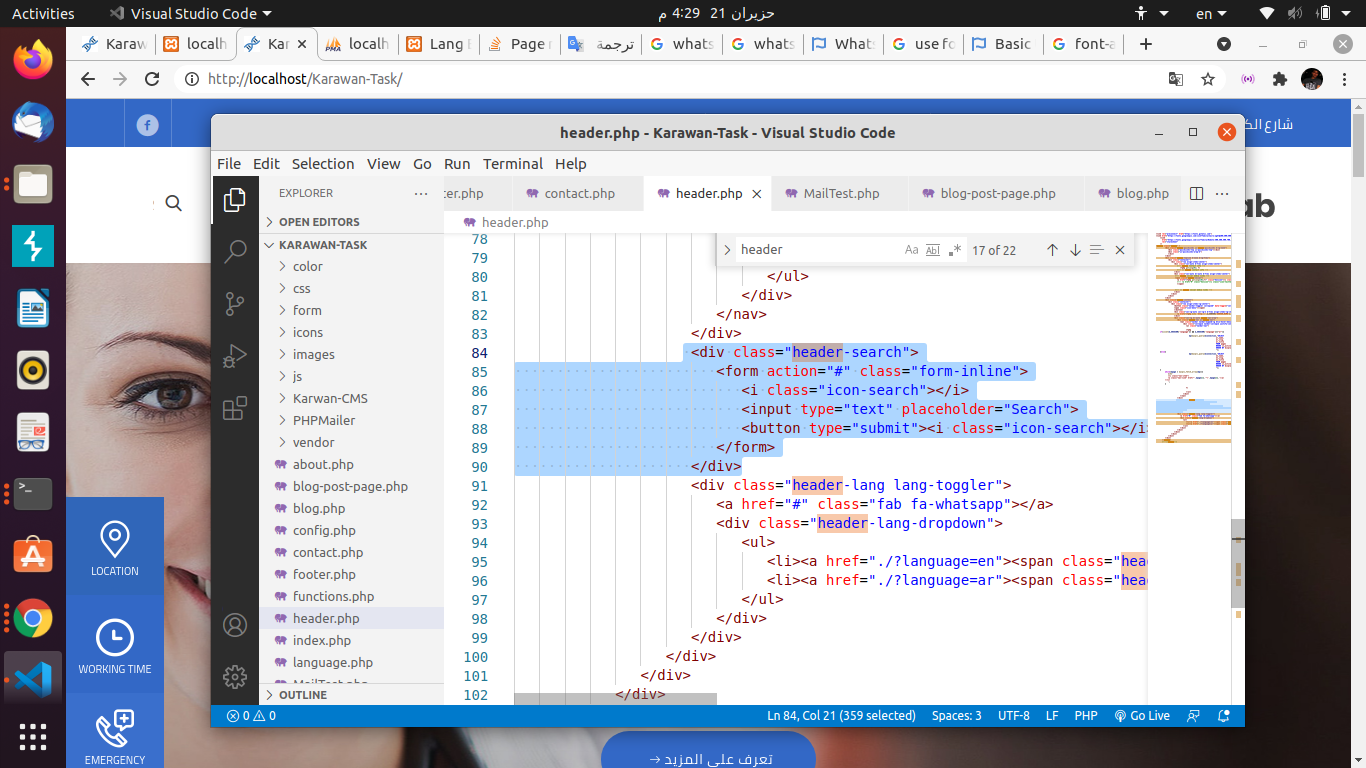 Activities
Visual Studio Code
حزيران 21 4:29 م
en
Karaw
localh
Kar
localh
Lang E
Page n
ترجمة
whats
whats
Whats
use fo
Basic
font-a
http://localhost/Karawan-Task/
شارع الك
ab
header.php - Karawan-Task - Visual Studio Code
File Edit Selection View Go Run Terminal Help
EXPLORER
OPEN EDITORS
KARAWAN-TASK
color
css
form
icons
images
js
Karwan-CMS
PHPMailer
vendor
about.php
blog-post-page.php
blog.php
config.php
contact.php
footer.php
functions.php
header.php
index.php
language.php
MailTest.php
OUTLINE
ter.php
contact.php
header.php
MailTest.php
blog-post-page.php
blog.php
header.php
header
Aa Abl .* 17 of 22
78
79
80 </ul>
81 </div>
82 </nav>
83 </div>
84 <div class="header-search">
85 <form action="#" class="form-inline">
86 <i class="icon-search"></i>
87 <input type="text" placeholder="Search">
88 <button type="submit"><i class="icon-search"></i>
89 </form>
90 </div>
91 <div class="header-lang lang-toggler">
92 <a href="#" class="fab fa-whatsapp"></a>
93 <div class="header-lang-dropdown">
94 <ul>
95 <li><a href="./?language=en"><span class="head
96 <li><a href="./?language=ar"><span class="head
97 </ul>
98 </div>
99 </div>
100 </div>
101 </div>
102 </div>
0 0
Ln 84, Col 21 (359 selected)
Spaces: 3
UTF-8
LF
PHP
Go Live
LOCATION
WORKING TIME
EMERGENCY
تعرف على المزيد